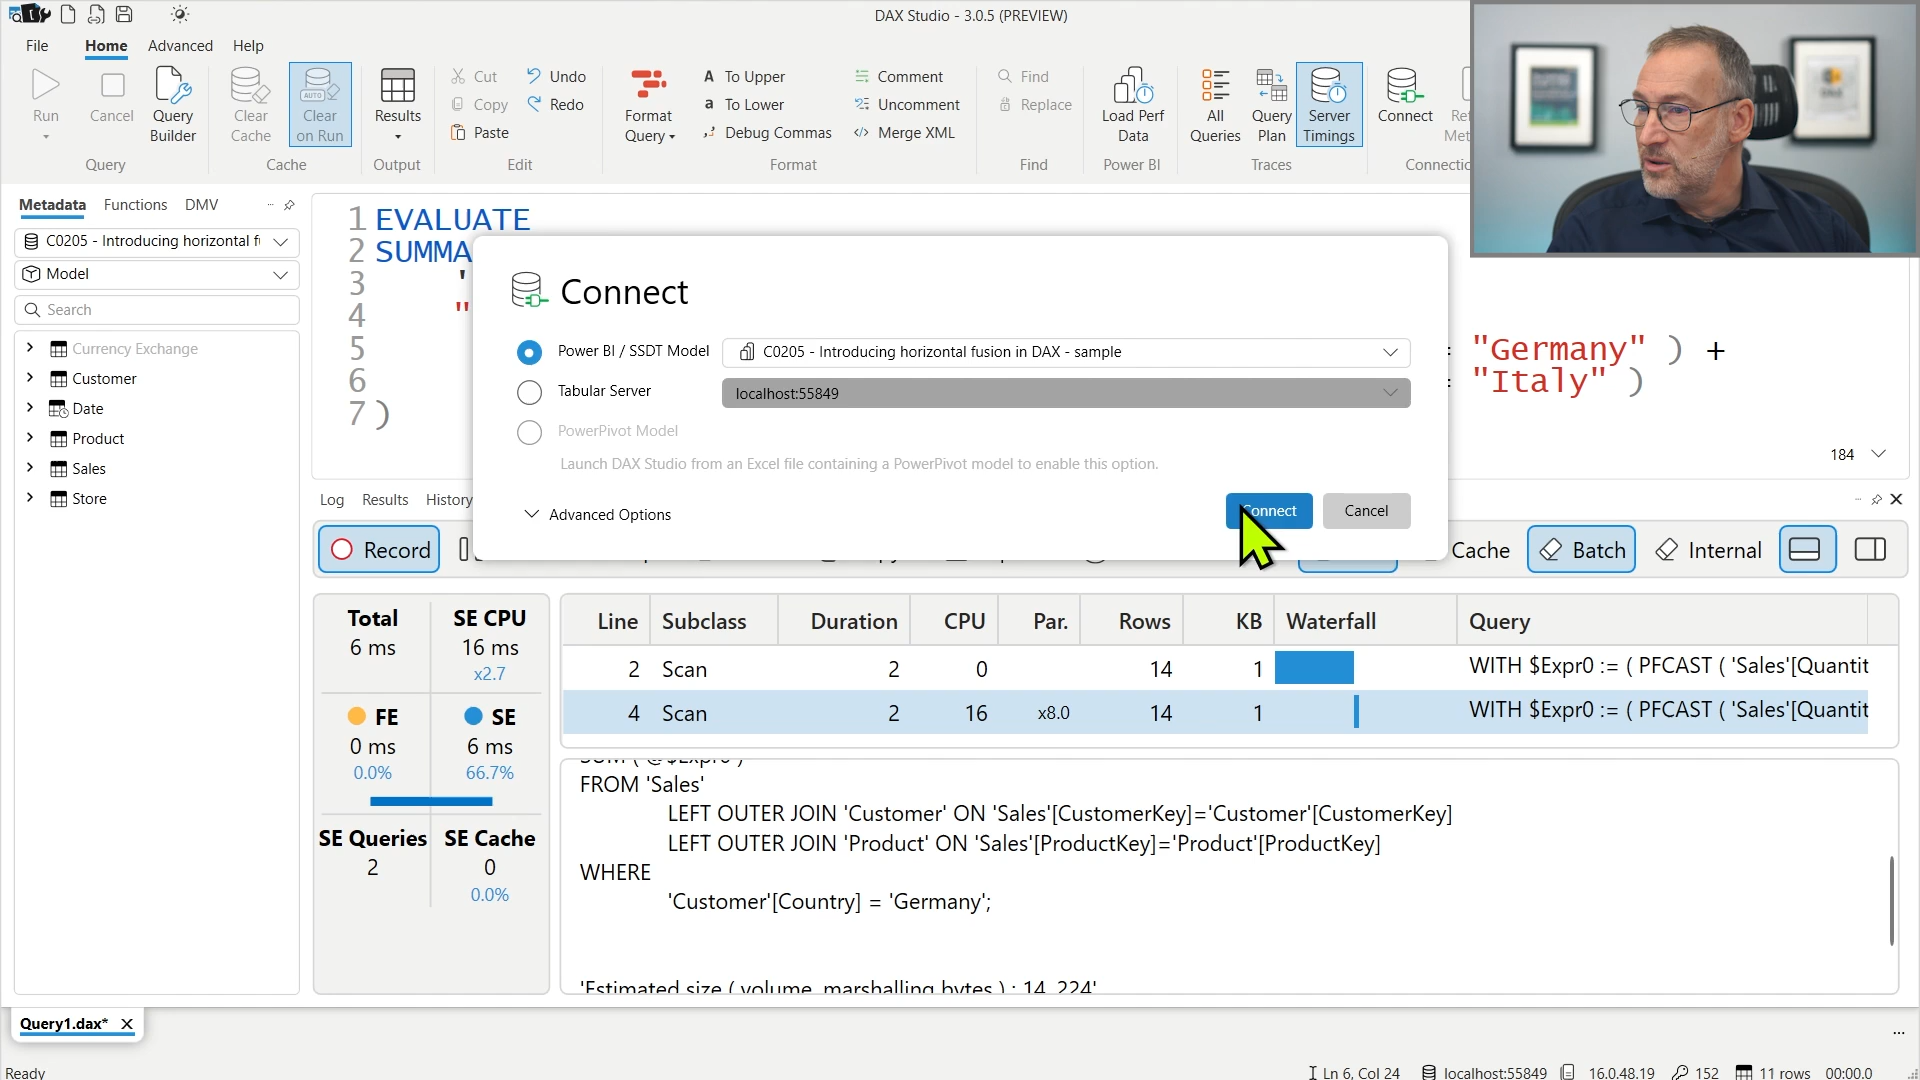 DAX Studio - 3.0.5 (PREVIEW)
File Home Advanced Help
Run
Cancel
Query Builder
Query
Clear Cache
AUTO
Clear on Run
Cache
Results
Output
Cut
Copy
Paste
Undo
Redo
Edit
Format Query
A To Upper
a To Lower
Debug Commas
Comment
Uncomment
Merge XML
Format
Find
Replace
Find
Load Perf Data
Power BI
All Queries
Query Plan
Server Timings
Traces
Connect
Metadata Functions DMV
C0205 - Introducing horizontal
Model
Search
Currency Exchange
Customer
Date
Product
Sales
Store
1 EVALUATE
2 SUMMA
3 '
4 "
5 "Germany" ) +
6 "Italy" )
7 )
184
Connect
Power BI / SSDT Model C0205 - Introducing horizontal fusion in DAX - sample
Tabular Server localhost:55849
PowerPivot Model
Launch DAX Studio from an Excel file containing a PowerPivot model to enable this option.
Advanced Options
Connect Cancel
Log Results History
Record Cache Batch Internal
Total SE CPU
6 ms 16 ms
x2.7
FE SE
0 ms 6 ms
0.0% 66.7%
SE Queries SE Cache
2 0
0.0%
Line Subclass Duration CPU Par. Rows KB Waterfall Query
2 Scan 2 0 14 1 WITH $Expr0 := ( PFCAST ( 'Sales'[Quantit
4 Scan 2 16 x8.0 14 1 WITH $Expr0 := ( PFCAST ( 'Sales'[Quantit
SUM ( @$Expr0 )
FROM 'Sales'
LEFT OUTER JOIN 'Customer' ON 'Sales'[CustomerKey]='Customer'[CustomerKey]
LEFT OUTER JOIN 'Product' ON 'Sales'[ProductKey]='Product'[ProductKey]
WHERE
'Customer'[Country] = 'Germany';
'Estimated size ( volume, marshalling bytes ) : 14, 224'
Query1.dax*
Ready Ln 6, Col 24 localhost:55849 16.0.48.19 152 11 rows 00:00.0